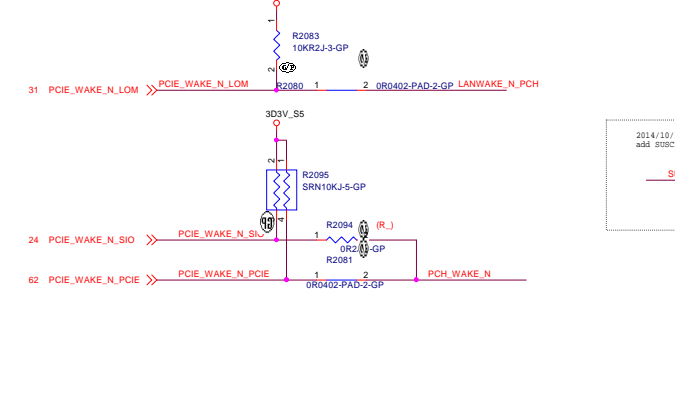 1
R2083
10KR2J-3-GP
2
31 PCIE_WAKE_N_LOM PCIE_WAKE_N_LOM R2080 1 2 0R0402-PAD-2-GP LANWAKE_N_PCH
3D3V_S5
2014/10/
add SUSC
2 1
R2095
SRN10KJ-5-GP
4
R2094 (R_)
24 PCIE_WAKE_N_SIO PCIE_WAKE_N_SIO 1
R2081
62 PCIE_WAKE_N_PCIE PCIE_WAKE_N_PCIE 1 2 PCH_WAKE_N
0R0402-PAD-2-GP